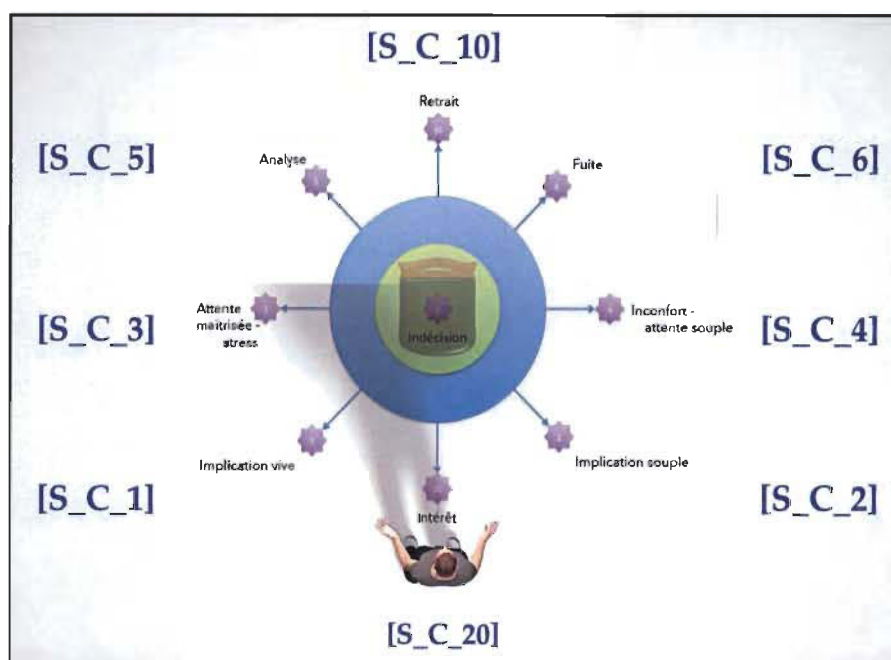 [S_C_10]
Retrait
[S_C_5]
Analyse
Fuite
[S_C_6]
[S_C_3]
Attente
maitrisée -
stress
Indécision
Inconfort -
attente souple
[S_C_4]
Implication vive
Implication souple
[S_C_1]
Intérêt
[S_C_2]
[S_C_20]